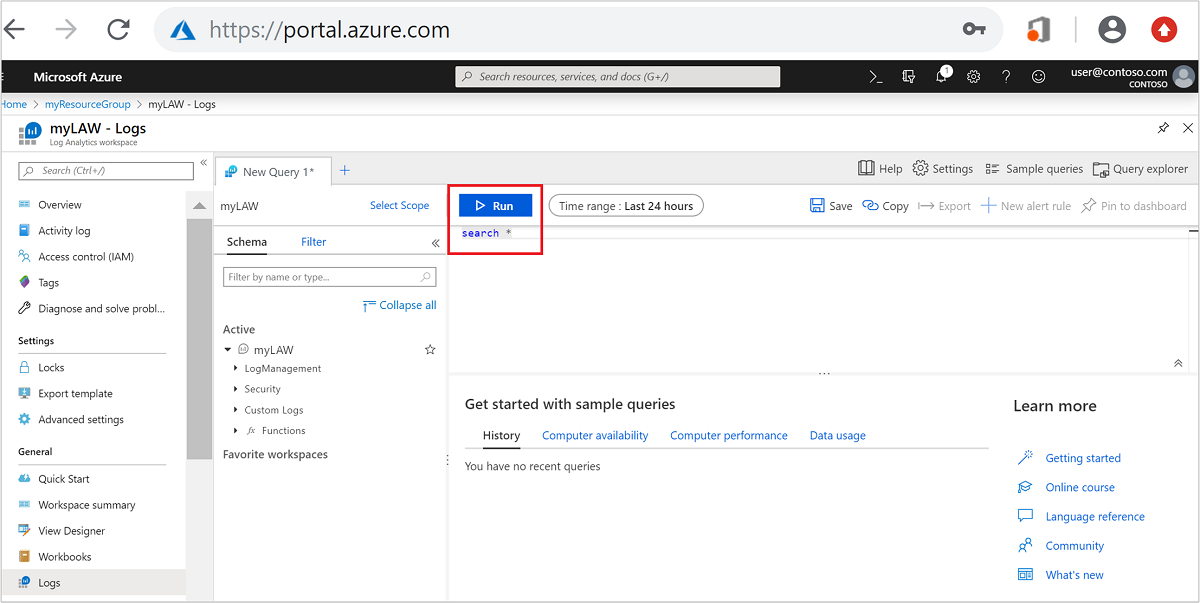 https://portal.azure.com
Microsoft Azure
Search resources, services, and docs (G+/)
>_
1
?
user@contoso.com
CONTOSO
Home > myResourceGroup > myLAW - Logs
myLAW - Logs
Log Analytics workspace
Search (Ctrl+/)
«
Overview
Activity log
Access control (IAM)
Tags
Diagnose and solve probl...
Settings
Locks
Export template
Advanced settings
General
Quick Start
Workspace summary
View Designer
Workbooks
Logs
New Query 1*
+
Help
Settings
Sample queries
Query explorer
myLAW
Select Scope
Run
Time range : Last 24 hours
Save
Copy
Export
New alert rule
Pin to dashboard
Schema
Filter
«
Filter by name or type...
Collapse all
Active
myLAW
LogManagement
Security
Custom Logs
fx Functions
Favorite workspaces
search *
...
Get started with sample queries
History
Computer availability
Computer performance
Data usage
You have no recent queries
Learn more
Getting started
Online course
Language reference
Community
What's new